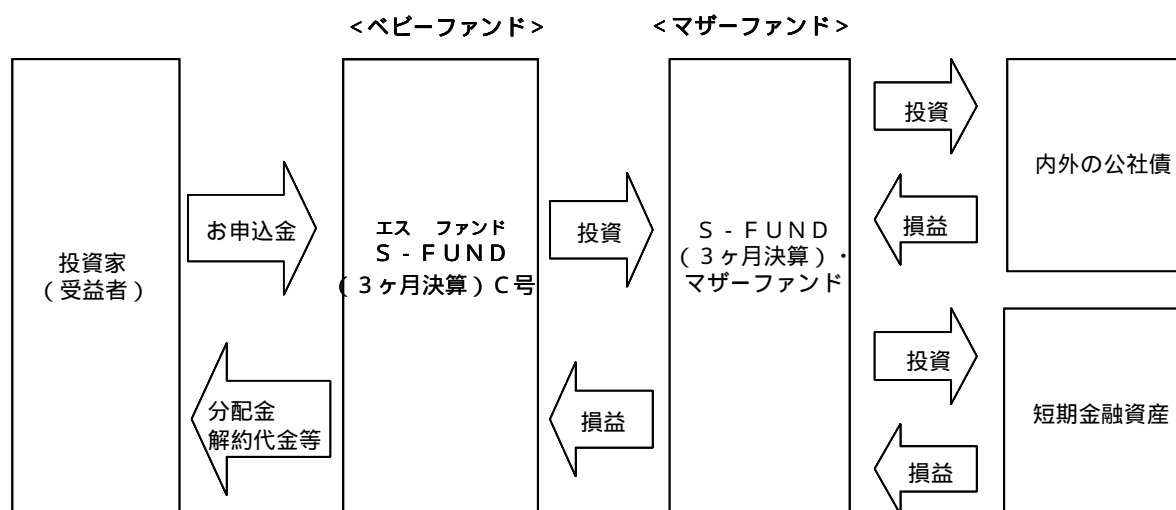 <ベビーファンド>
<マザーファンド>
投資家
(受益者)
お申込金
分配金
解約代金等
エス ファンド
S-FUND
(3ヶ月決算)C号
投資
損益
S-FUND
(3ヶ月決算)・
マザーファンド
投資
損益
内外の公社債
投資
損益
短期金融資産